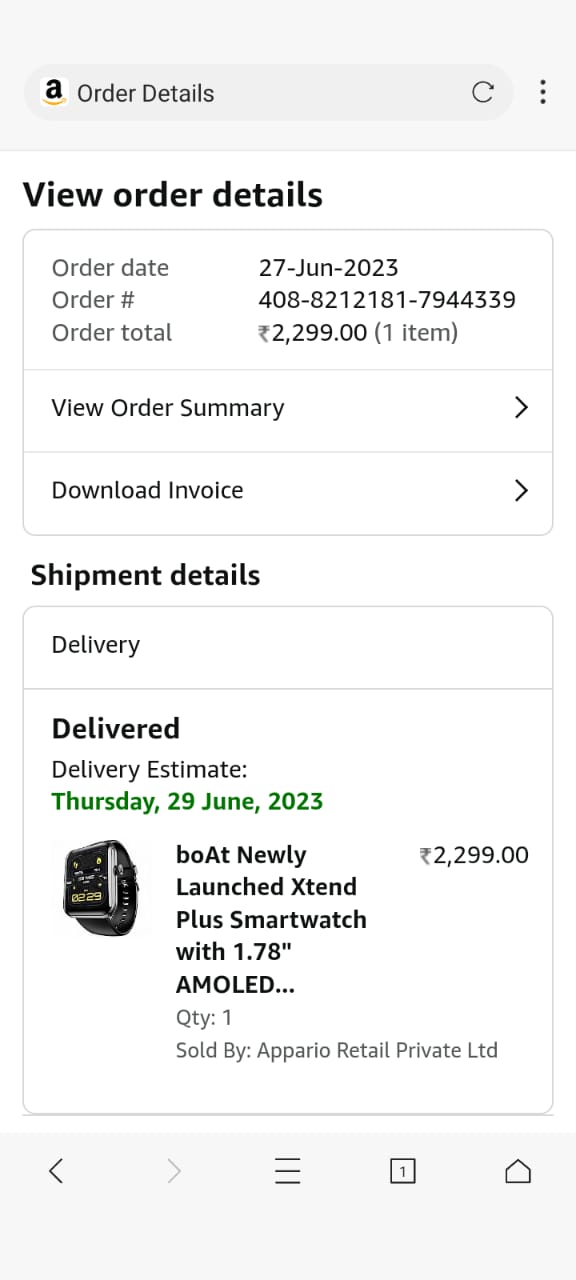 a Order Details
View order details
Order date 27-Jun-2023
Order # 408-8212181-7944339
Order total ₹2,299.00 (1 item)
View Order Summary
Download Invoice
Shipment details
Delivery
Delivered
Delivery Estimate:
Thursday, 29 June, 2023
boAt Newly ₹2,299.00
Launched Xtend
Plus Smartwatch
with 1.78"
AMOLED...
02:29
Qty: 1
Sold By: Appario Retail Private Ltd
1